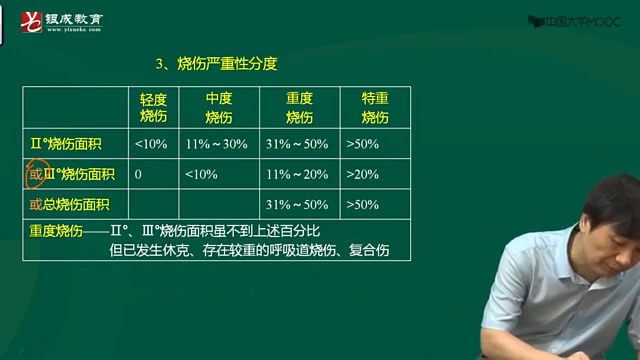 银成教育
www.yixueks.com
中国大学MOOC
3、烧伤严重性分度
轻度烧伤 中度烧伤 重度烧伤 特重烧伤
Ⅱ°烧伤面积 <10% 11%～30% 31%～50% >50%
或Ⅲ°烧伤面积 0 <10% 11%～20% >20%
或总烧伤面积 31%～50% >50%
重度烧伤——Ⅱ°、Ⅲ°烧伤面积虽不到上述百分比
但已发生休克、存在较重的呼吸道烧伤、复合伤